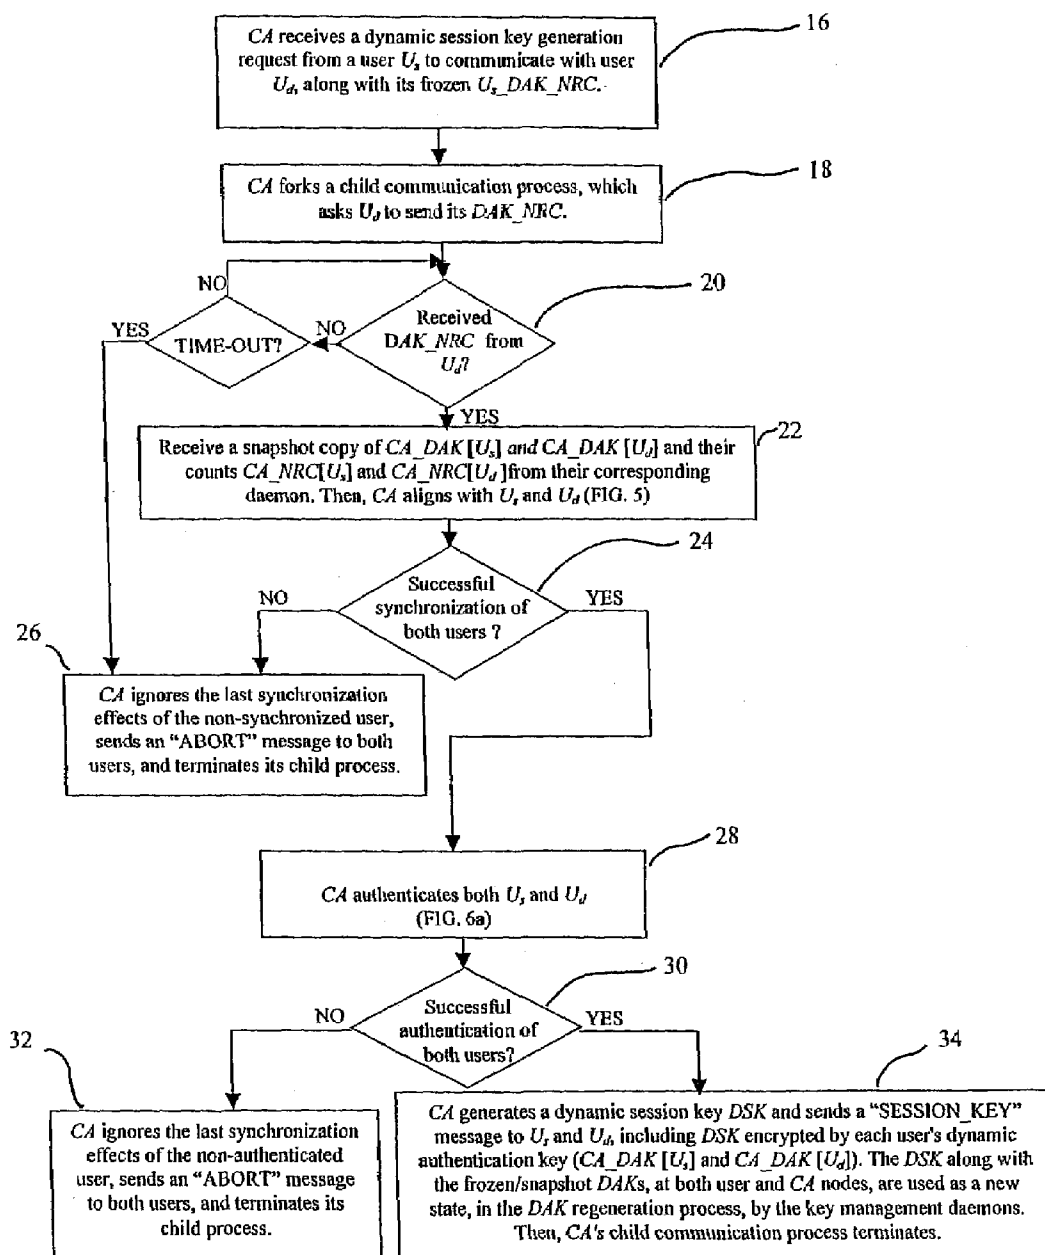 CA receives a dynamic session key generation
request from a user Us to communicate with user
Ud, along with its frozen Us_DAK_NRC.
16
CA forks a child communication process, which
asks Ud to send its DAK_NRC.
18
NO
20
Received
DAK_NRC from
Ud?
YES
TIME-OUT?
NO
YES
Receive a snapshot copy of CA_DAK [Us] and CA_DAK [Ud] and their
counts CA_NRC[Us] and CA_NRC[Ud] from their corresponding
daemon. Then, CA aligns with Us and Ud (FIG. 5)
22
24
Successful
synchronization of
both users ?
NO
YES
26
CA ignores the last synchronization
effects of the non-synchronized user,
sends an “ABORT” message to both
users, and terminates its child process.
28
CA authenticates both Us and Ud
(FIG. 6a)
30
Successful
authentication of
both users?
NO
YES
32
CA ignores the last synchronization
effects of the non-authenticated
user, sends an “ABORT” message
to both users, and terminates its
child process.
34
CA generates a dynamic session key DSK and sends a “SESSION_KEY”
message to Us and Ud, including DSK encrypted by each user's dynamic
authentication key (CA_DAK [Us] and CA_DAK [Ud]). The DSK along with
the frozen/snapshot DAKs, at both user and CA nodes, are used as a new
state, in the DAK regeneration process, by the key management daemons.
Then, CA's child communication process terminates.